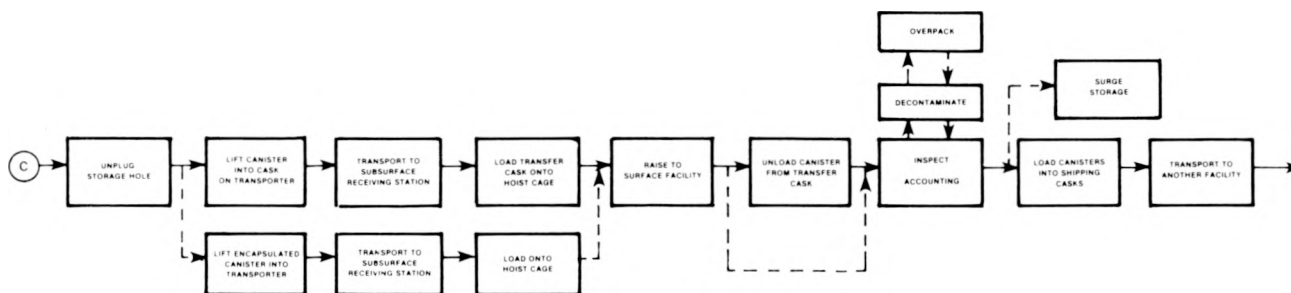 OVERPACK
DECONTAMINATE
SURGE
STORAGE
C
UNPLUG
STORAGE HOLE
LIFT CANISTER
INTO CASK
ON TRANSPORTER
TRANSPORT TO
SUBSURFACE
RECEIVING STATION
LOAD TRANSFER
CASK ONTO
HOIST CAGE
RAISE TO
SURFACE FACILITY
UNLOAD CANISTER
FROM TRANSFER
CASK
INSPECT
ACCOUNTING
LOAD CANISTERS
INTO SHIPPING
CASKS
TRANSPORT TO
ANOTHER FACILITY
LIFT ENCAPSULATED
CANISTER INTO
TRANSPORTER
TRANSPORT TO
SUBSURFACE
RECEIVING STATION
LOAD ONTO
HOIST CAGE